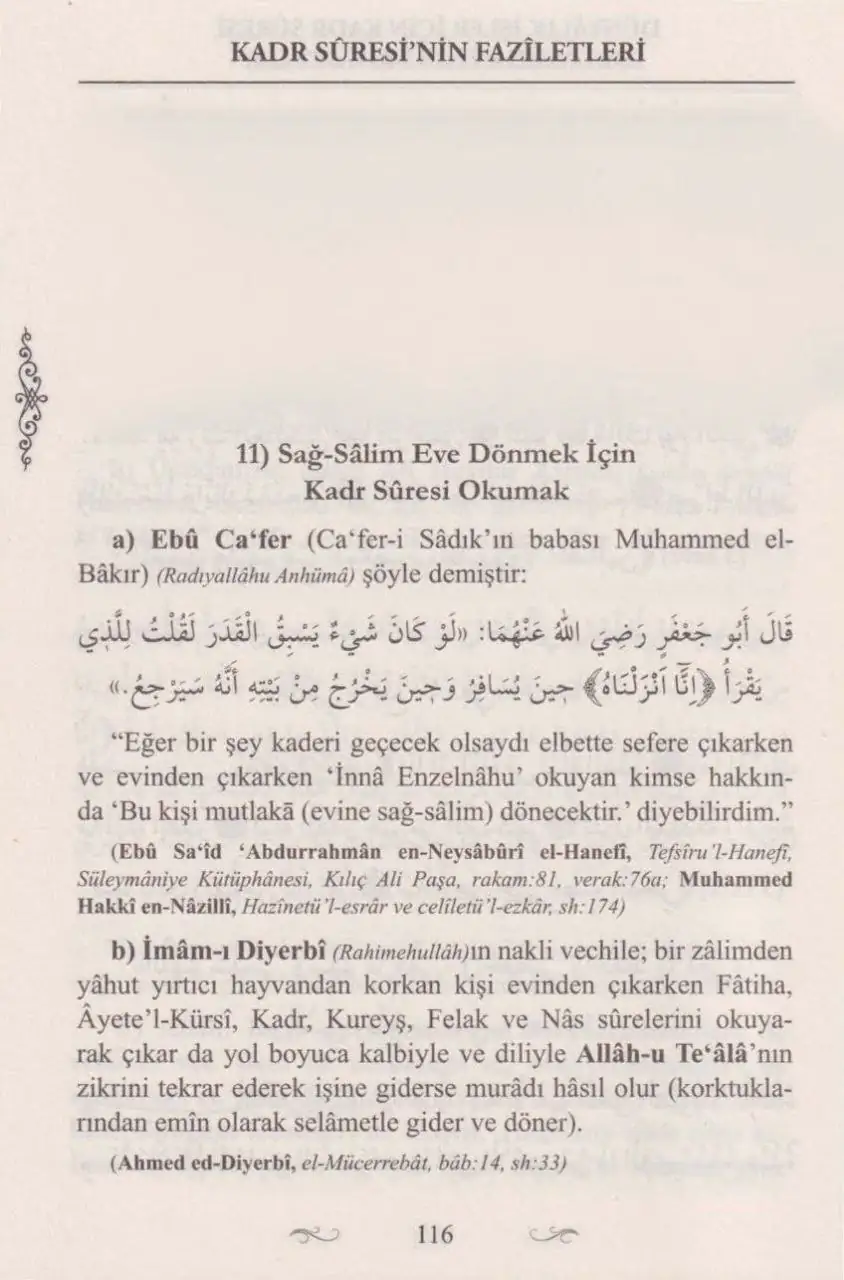 KADR SÛRESİ’NİN FAZÎLETLERİ
11) Sağ-Sâlim Eve Dönmek İçin
Kadr Sûresi Okumak
a) Ebû Ca‘fer (Ca‘fer-i Sâdık’ın babası Muhammed el-
Bâkır) (Radıyallâhu Anhümâ) şöyle demiştir:
قَالَ أَبُو جَعْفَرٍ رَضِيَ اللهُ عَنْهُمَا: «لَوْ كَانَ شَيْءٌ يَسْبِقُ الْقَدَرَ لَقُلْتُ لِلَّذِي
يَقْرَأُ ﴿إِنَّٓا اَنْزَلْنَاهُ﴾ حِينَ يُسَافِرُ وَحِينَ يَخْرُجُ مِنْ بَيْتِهِ أَنَّهُ سَيَرْجِعُ.»
“Eğer bir şey kaderi geçecek olsaydı elbette sefere çıkarken
ve evinden çıkarken ‘İnnâ Enzelnâhu’ okuyan kimse hakkın-
da ‘Bu kişi mutlakā (evine sağ-sâlim) dönecektir.’ diyebilirdim.”
(Ebû Sa‘îd ‘Abdurrahmân en-Neysâbûrî el-Hanefî, Tefsîru’l-Hanefî,
Süleymâniye Kütüphânesi, Kılıç Ali Paşa, rakam:81, verak:76a; Muhammed
Hakkî en-Nâzillî, Hazînetü’l-esrâr ve celîletü’l-ezkâr, sh:174)
b) İmâm-ı Diyerbî (Rahimehullâh)ın nakli vechile; bir zâlimden
yâhut yırtıcı hayvandan korkan kişi evinden çıkarken Fâtiha,
Âyete’l-Kürsî, Kadr, Kureyş, Felak ve Nâs sûrelerini okuya-
rak çıkar da yol boyuca kalbiyle ve diliyle Allâh-u Te‘âlâ’nın
zikrini tekrar ederek işine giderse murâdı hâsıl olur (korktukla-
rından emîn olarak selâmetle gider ve döner).
(Ahmed ed-Diyerbî, el-Mücerrebât, bâb:14, sh:33)
116